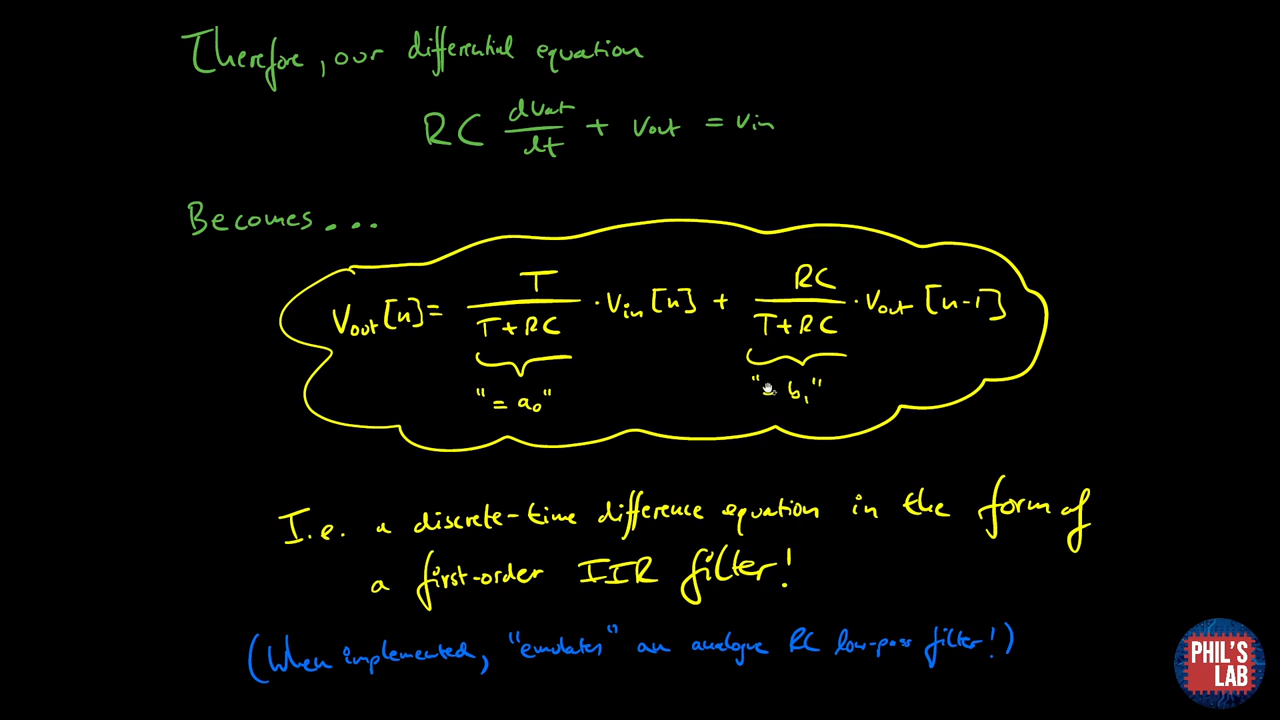 Therefore, our differential equation
RC dVout/dt + Vout = Vin
Becomes...
Vout[n] = T/(T+RC) · Vin[n] + RC/(T+RC) · Vout[n-1]
"= a₀" "= b₁"
I.e. a discrete-time difference equation in the form of
a first-order IIR filter!
(When implemented, "emulates" an analogue RC low-pass filter!)
PHIL'S
LAB